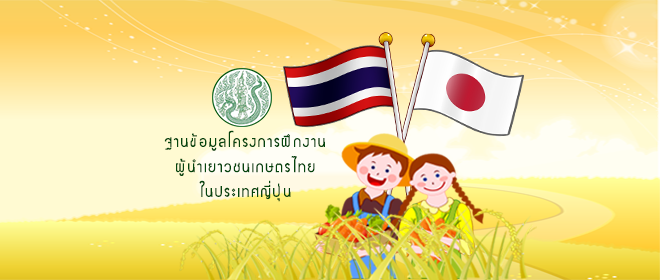 ฐานข้อมูลโครงการฝึกงาน
ผู้นำเยาวชนเกษตรไทย
ในประเทศญี่ปุ่น